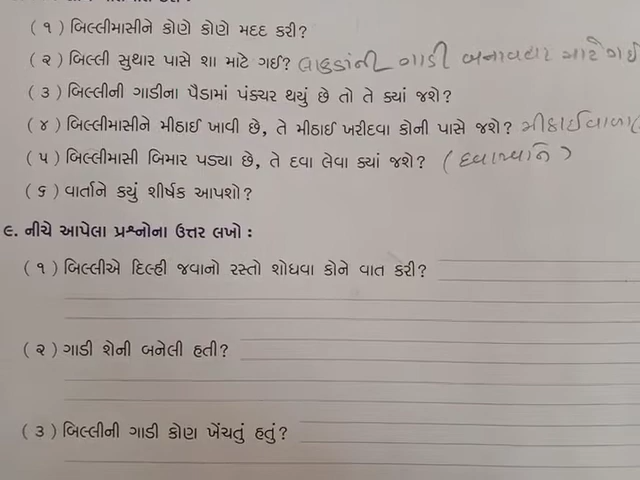 (૧) બિલ્લીમાસીને કોણે કોણે મદદ કરી?
(૨) બિલ્લી સુથાર પાસે શા માટે ગઈ? લાકડાંની ગાડી બનાવવા માટે ગઈ
(૩) બિલ્લીની ગાડીના પૈડામાં પંક્ચર થયું છે તો તે ક્યાં જશે?
(૪) બિલ્લીમાસીને મીઠાઈ ખાવી છે, તે મીઠાઈ ખરીદવા કોની પાસે જશે? મીઠાઈવાળા
(૫) બિલ્લીમાસી બિમાર પડ્યા છે, તે દવા લેવા ક્યાં જશે? (દવાખાને)
(૬) વાર્તાને કયું શીર્ષક આપશો?
૯. નીચે આપેલા પ્રશ્નોના ઉત્તર લખો :
(૧) બિલ્લીએ દિલ્હી જવાનો રસ્તો શોધવા કોને વાત કરી?
(૨) ગાડી શેની બનેલી હતી?
(૩) બિલ્લીની ગાડી કોણ ખેંચતું હતું?